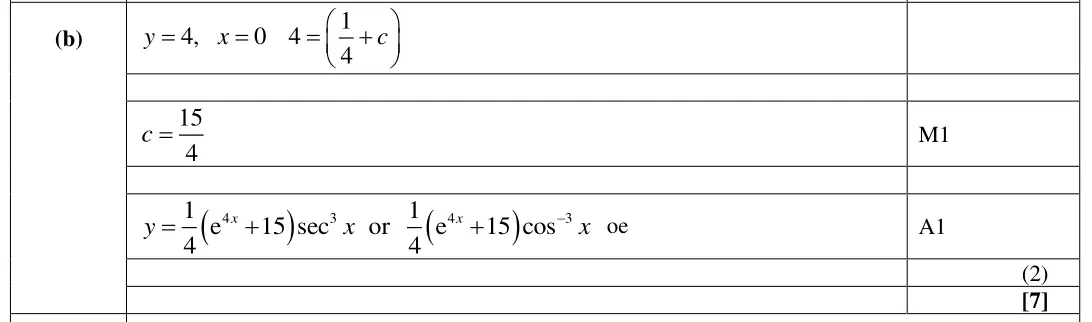 (b) y = 4, x = 0 4 = (1/4 + c)
c = 15/4 M1
y = 1/4 (e^{4x} + 15) sec^3 x or 1/4 (e^{4x} + 15) cos^{-3} x oe A1
(2)
[7]